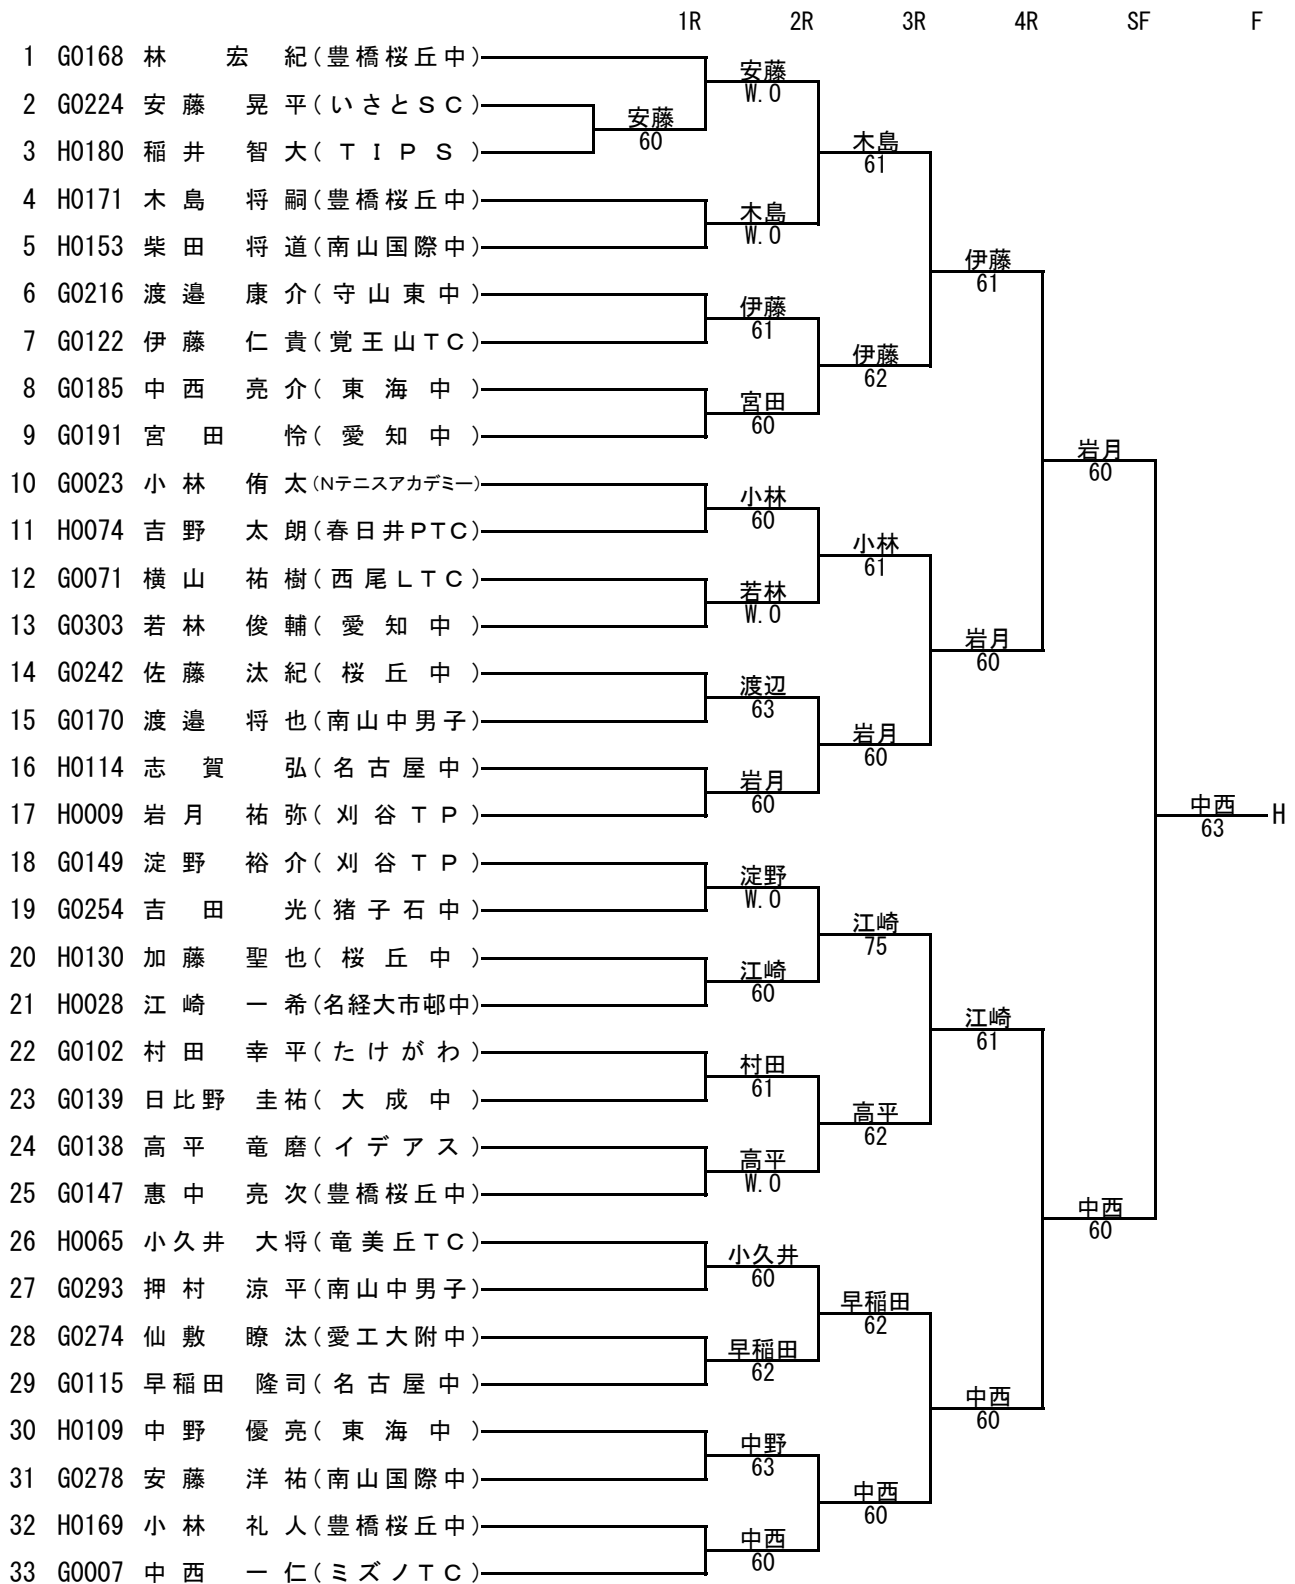 1R 2R 3R 4R SF F
1 G0168 林 宏 紀(豊橋桜丘中)
安藤
W.0
2 G0224 安 藤 晃 平(いさとSC)
安藤
60
木島
61
3 H0180 稲 井 智 大(TIPS)
4 H0171 木 島 将 嗣(豊橋桜丘中)
木島
W.0
5 H0153 柴 田 将 道(南山国際中)
伊藤
61
6 G0216 渡 邉 康 介(守山東中)
伊藤
61
7 G0122 伊 藤 仁 貴(覚王山TC)
伊藤
62
8 G0185 中 西 亮 介(東海中)
宮田
60
9 G0191 宮 田 怜(愛知中)
岩月
60
10 G0023 小 林 侑 太(Nテニスアカデミー)
小林
60
11 H0074 吉 野 太 朗(春日井PTC)
小林
61
12 G0071 横 山 祐 樹(西尾LTC)
若林
W.0
13 G0303 若 林 俊 輔(愛知中)
岩月
60
14 G0242 佐 藤 汰 紀(桜丘中)
渡辺
63
15 G0170 渡 邉 将 也(南山中男子)
岩月
60
16 H0114 志 賀 弘(名古屋中)
岩月
60
17 H0009 岩 月 祐 弥(刈谷TP)
中西
63
H
18 G0149 淀 野 裕 介(刈谷TP)
淀野
W.0
19 G0254 吉 田 光(猪子石中)
江崎
75
20 H0130 加 藤 聖 也(桜丘中)
江崎
60
21 H0028 江 崎 一 希(名経大市邨中)
江崎
61
22 G0102 村 田 幸 平(たけがわ)
村田
61
23 G0139 日比野 圭祐(大成中)
高平
62
24 G0138 高 平 竜 磨(イデアス)
高平
W.0
25 G0147 惠 中 亮 次(豊橋桜丘中)
中西
60
26 H0065 小久井 大将(竜美丘TC)
小久井
60
27 G0293 押 村 涼 平(南山中男子)
早稲田
62
28 G0274 仙 敷 瞭 汰(愛工大附中)
早稲田
62
29 G0115 早稲田 隆司(名古屋中)
中西
60
30 H0109 中 野 優 亮(東海中)
中野
63
31 G0278 安 藤 洋 祐(南山国際中)
中西
60
32 H0169 小 林 礼 人(豊橋桜丘中)
中西
60
33 G0007 中 西 一 仁(ミズノTC)